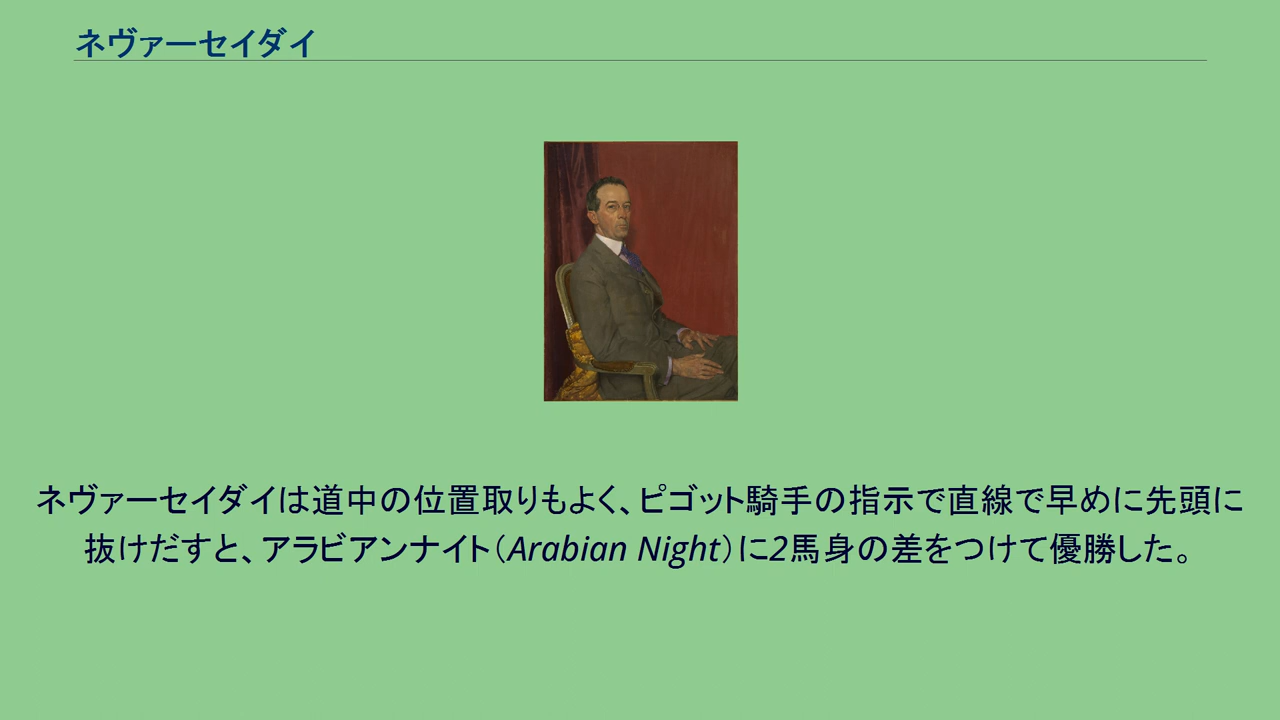 ネヴァーセイダイ
ネヴァーセイダイは道中の位置取りもよく、ピゴット騎手の指示で直線で早めに先頭に
抜けだすと、アラビアンナイト（Arabian Night）に2馬身の差をつけて優勝した。